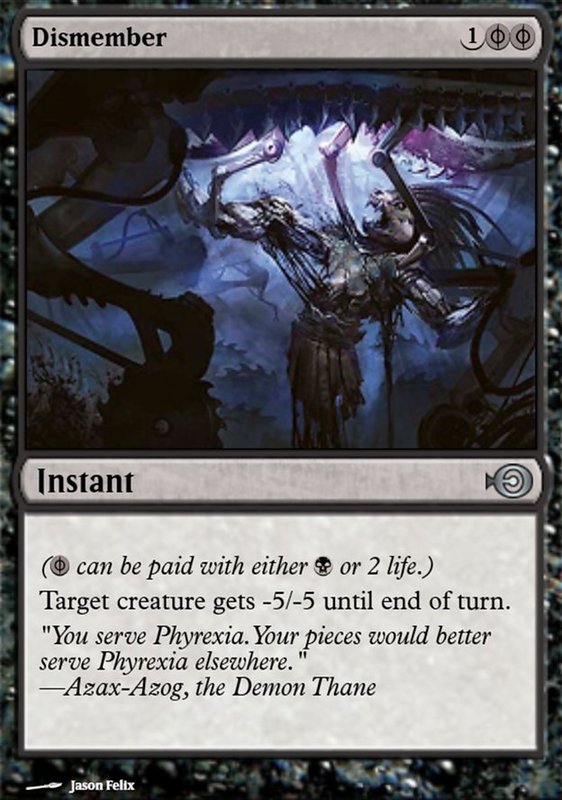 Dismember 1
Instant
(Φ can be paid with either or 2 life.)
Target creature gets -5/-5 until end of turn.
"You serve Phyrexia.Your pieces would better
serve Phyrexia elsewhere."
—Azax-Azog, the Demon Thane
Jason Felix